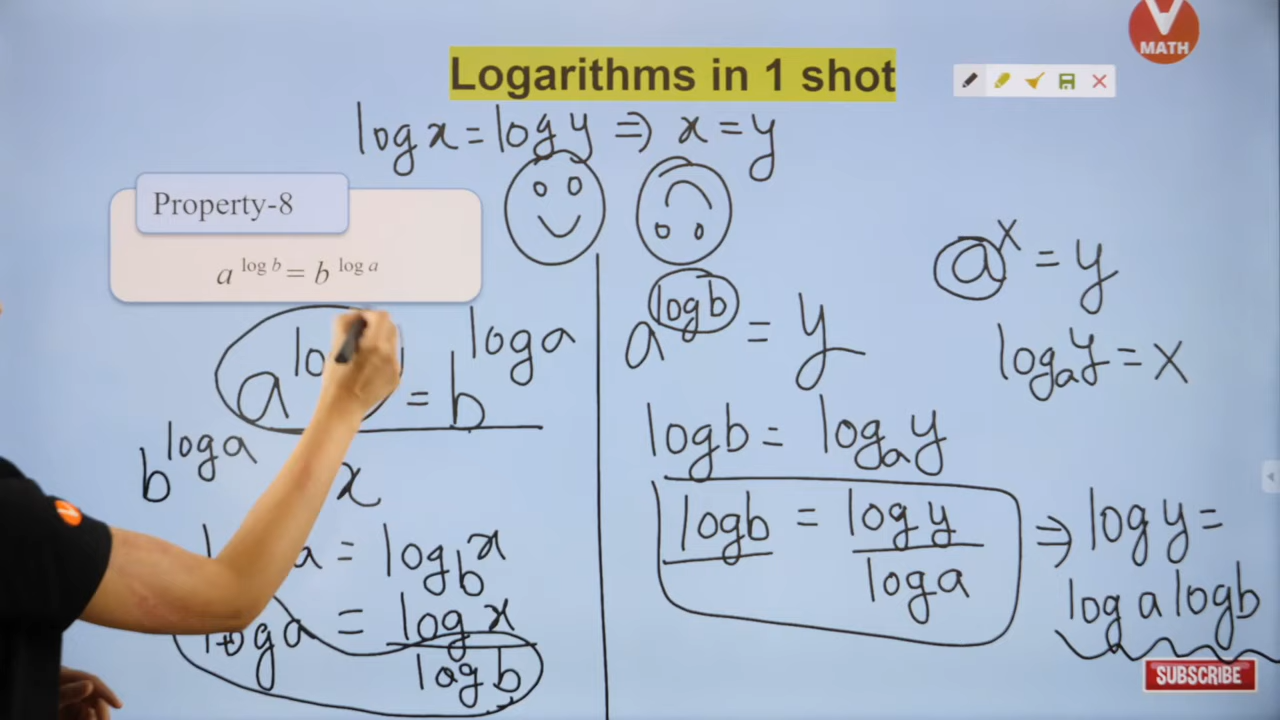 V
MATH
Logarithms in 1 shot
log x = log y ⇒ x = y
Property-8
a^{log b} = b^{log a}
= b^{log a}
b^{log a} x
a = log_b x
log a = log x / log b
a^{log b} = y
log b = log_a y
log b = log y / log a
⇒ log y =
log a log b
a^x = y
log_a y = x
SUBSCRIBE